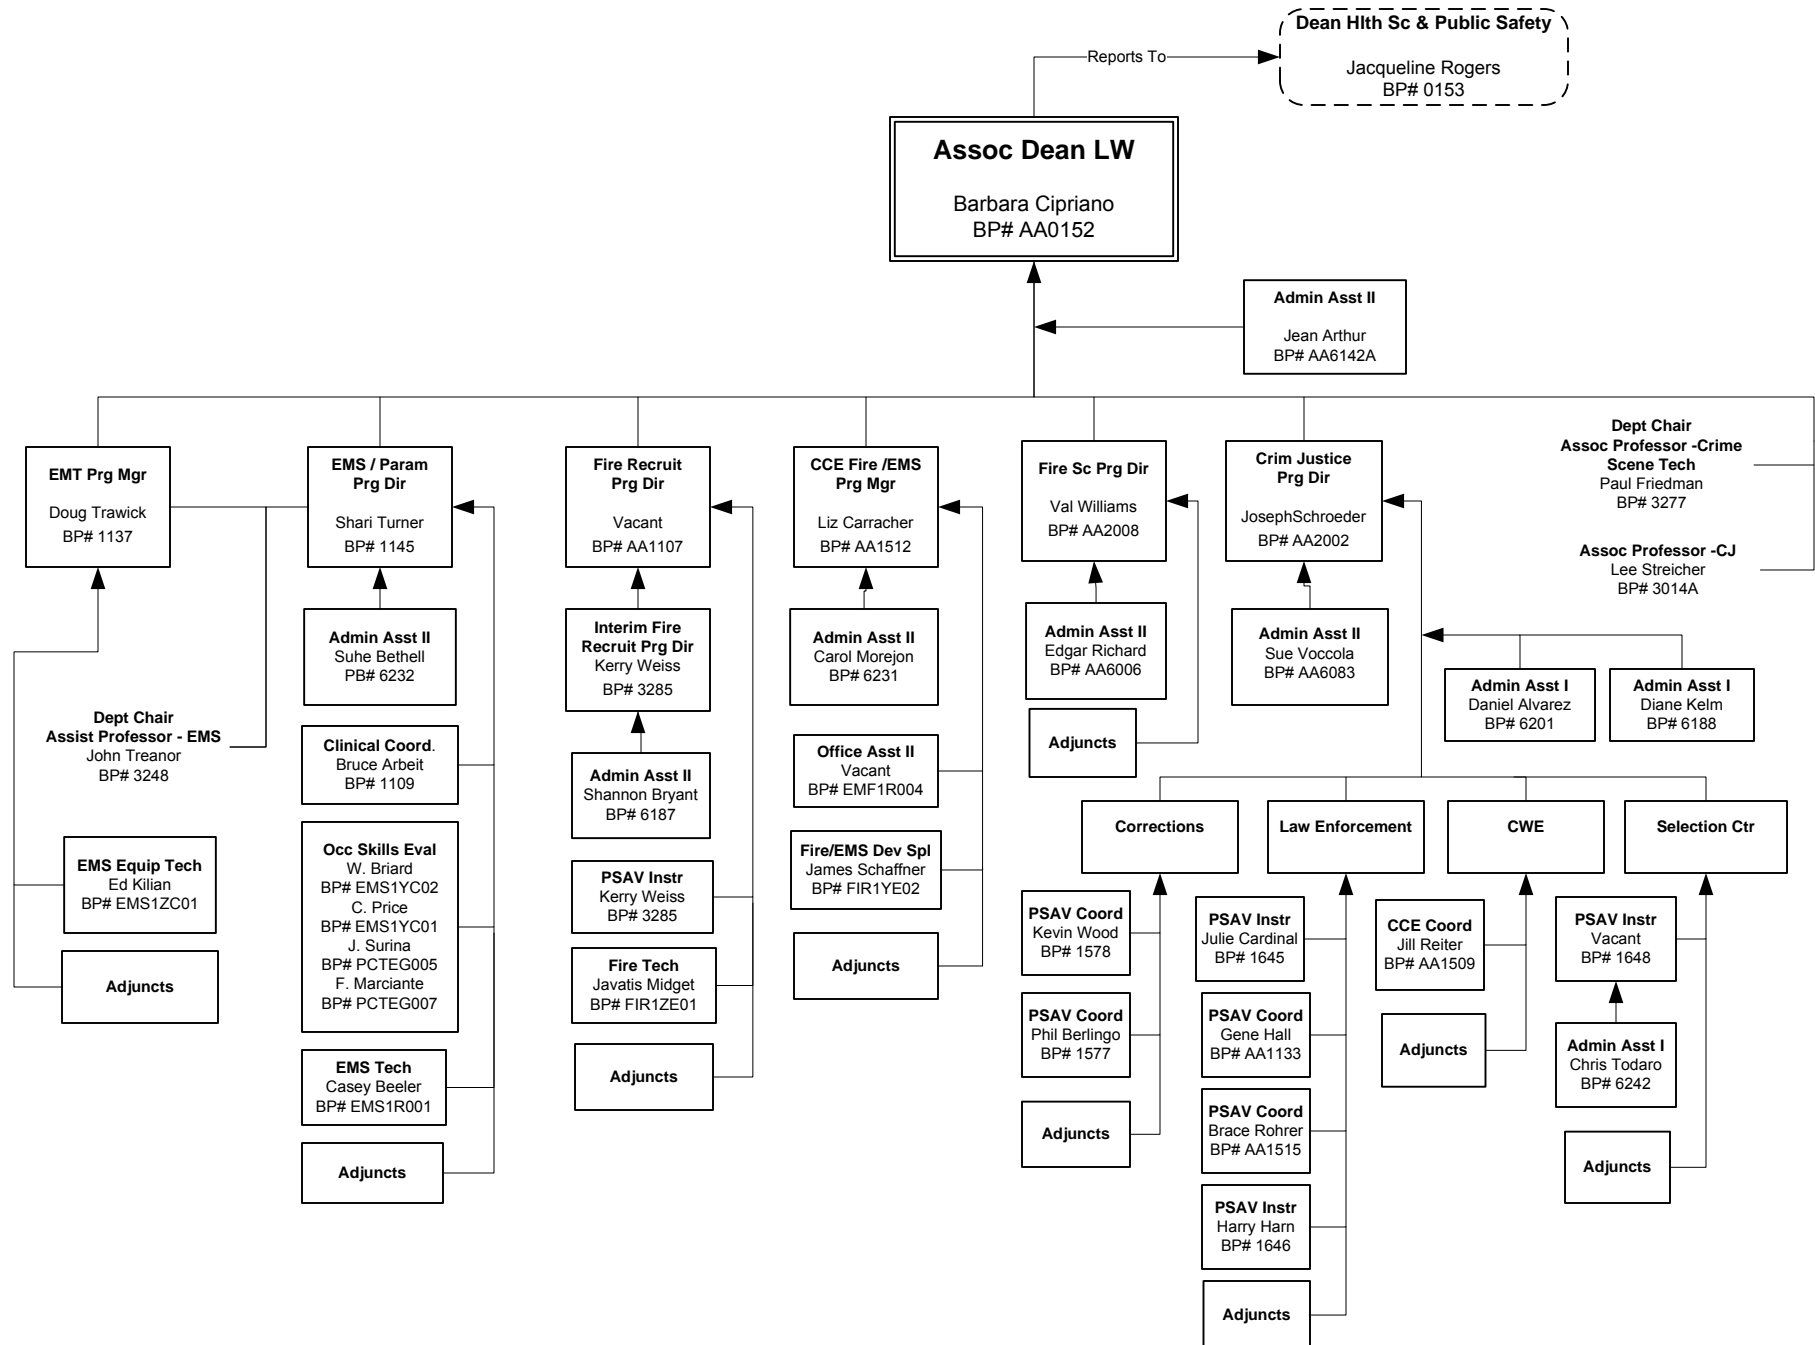 Dean Hlth Sc & Public Safety
Jacqueline Rogers
BP# 0153
Reports To
Assoc Dean LW
Barbara Cipriano
BP# AA0152
Admin Asst II
Jean Arthur
BP# AA6142A
EMT Prg Mgr
Doug Trawick
BP# 1137
EMS / Param
Prg Dir
Shari Turner
BP# 1145
Fire Recruit
Prg Dir
Vacant
BP# AA1107
CCE Fire /EMS
Prg Mgr
Liz Carracher
BP# AA1512
Fire Sc Prg Dir
Val Williams
BP# AA2008
Crim Justice
Prg Dir
JosephSchroeder
BP# AA2002
Dept Chair
Assoc Professor -Crime
Scene Tech
Paul Friedman
BP# 3277
Assoc Professor -CJ
Lee Streicher
BP# 3014A
Admin Asst II
Suhe Bethell
PB# 6232
Interim Fire
Recruit Prg Dir
Kerry Weiss
BP# 3285
Admin Asst II
Carol Morejon
BP# 6231
Admin Asst II
Edgar Richard
BP# AA6006
Admin Asst II
Sue Voccola
BP# AA6083
Admin Asst I
Daniel Alvarez
BP# 6201
Admin Asst I
Diane Kelm
BP# 6188
Dept Chair
Assist Professor - EMS
John Treanor
BP# 3248
Clinical Coord.
Bruce Arbeit
BP# 1109
Admin Asst II
Shannon Bryant
BP# 6187
Office Asst II
Vacant
BP# EMF1R004
Adjuncts
Corrections
Law Enforcement
CWE
Selection Ctr
EMS Equip Tech
Ed Kilian
BP# EMS1ZC01
Occ Skills Eval
W. Briard
BP# EMS1YC02
C. Price
BP# EMS1YC01
J. Surina
BP# PCTEG005
F. Marciante
BP# PCTEG007
PSAV Instr
Kerry Weiss
BP# 3285
Fire/EMS Dev Spl
James Schaffner
BP# FIR1YE02
PSAV Coord
Kevin Wood
BP# 1578
PSAV Instr
Julie Cardinal
BP# 1645
CCE Coord
Jill Reiter
BP# AA1509
PSAV Instr
Vacant
BP# 1648
Adjuncts
Fire Tech
Javatis Midget
BP# FIR1ZE01
Adjuncts
PSAV Coord
Phil Berlingo
BP# 1577
PSAV Coord
Gene Hall
BP# AA1133
Adjuncts
Admin Asst I
Chris Todaro
BP# 6242
EMS Tech
Casey Beeler
BP# EMS1R001
Adjuncts
Adjuncts
PSAV Coord
Brace Rohrer
BP# AA1515
Adjuncts
Adjuncts
PSAV Instr
Harry Harn
BP# 1646
Adjuncts